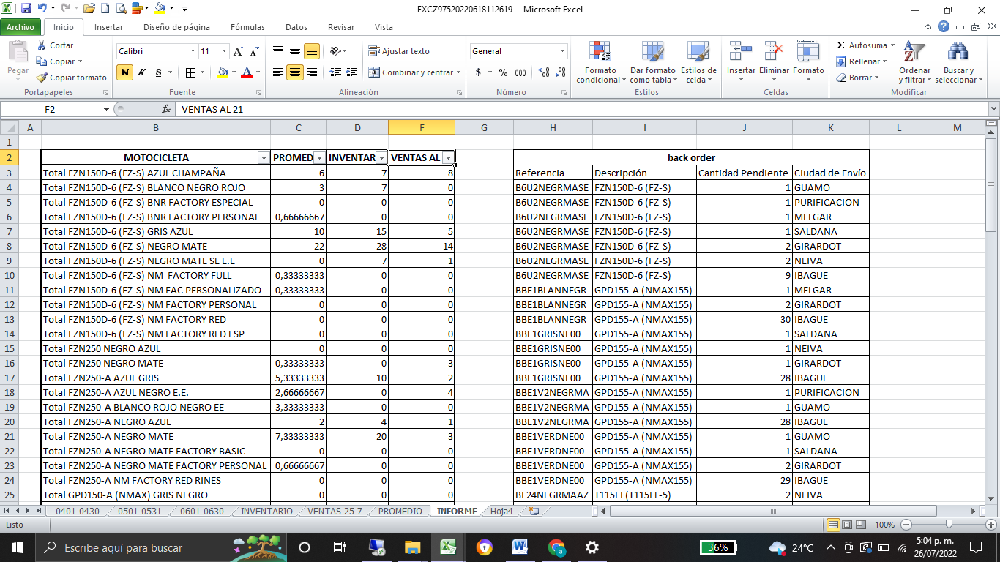 EXCZ97520220618112619 - Microsoft Excel
Archivo Inicio Insertar Diseño de página Fórmulas Datos Revisar Vista
Pegar
Cortar
Copiar
Copiar formato
Portapapeles
Calibri 11
N K S
Fuente
Ajustar texto
Combinar y centrar
Alineación
General
$ % 000
Número
Formato condicional
Dar formato como tabla
Estilos de celda
Estilos
Insertar Eliminar Formato
Celdas
Autosuma
Rellenar
Borrar
Ordenar y filtrar
Buscar y seleccionar
Modificar
F2 fx VENTAS AL 21
A B C D F G H I J K L M
1
2 MOTOCICLETA PROMED INVENTAR VENTAS AL back order
3 Total FZN150D-6 (FZ-S) AZUL CHAMPAÑA 6 7 8 Referencia Descripción Cantidad Pendiente Ciudad de Envío
4 Total FZN150D-6 (FZ-S) BLANCO NEGRO ROJO 3 7 0 B6U2NEGRMASE FZN150D-6 (FZ-S) 1 GUAMO
5 Total FZN150D-6 (FZ-S) BNR FACTORY ESPECIAL 0 0 0 B6U2NEGRMASE FZN150D-6 (FZ-S) 1 PURIFICACION
6 Total FZN150D-6 (FZ-S) BNR FACTORY PERSONAL 0,66666667 0 0 B6U2NEGRMASE FZN150D-6 (FZ-S) 1 MELGAR
7 Total FZN150D-6 (FZ-S) GRIS AZUL 10 15 5 B6U2NEGRMASE FZN150D-6 (FZ-S) 1 SALDANA
8 Total FZN150D-6 (FZ-S) NEGRO MATE 22 28 14 B6U2NEGRMASE FZN150D-6 (FZ-S) 2 GIRARDOT
9 Total FZN150D-6 (FZ-S) NEGRO MATE SE E.E 0 7 1 B6U2NEGRMASE FZN150D-6 (FZ-S) 2 NEIVA
10 Total FZN150D-6 (FZ-S) NM  FACTORY FULL 0,33333333 0 0 B6U2NEGRMASE FZN150D-6 (FZ-S) 9 IBAGUE
11 Total FZN150D-6 (FZ-S) NM FAC PERSONALIZADO 0,33333333 0 0 BBE1BLANNEGR GPD155-A (NMAX155) 1 MELGAR
12 Total FZN150D-6 (FZ-S) NM FACTORY PERSONAL 0 0 0 BBE1BLANNEGR GPD155-A (NMAX155) 2 GIRARDOT
13 Total FZN150D-6 (FZ-S) NM FACTORY RED 0 0 0 BBE1BLANNEGR GPD155-A (NMAX155) 30 IBAGUE
14 Total FZN150D-6 (FZ-S) NM FACTORY RED ESP 0 0 0 BBE1GRISNE00 GPD155-A (NMAX155) 1 SALDANA
15 Total FZN250 NEGRO AZUL 0 0 0 BBE1GRISNE00 GPD155-A (NMAX155) 1 NEIVA
16 Total FZN250 NEGRO MATE 0,33333333 0 3 BBE1GRISNE00 GPD155-A (NMAX155) 1 GIRARDOT
17 Total FZN250-A AZUL GRIS 5,33333333 10 2 BBE1GRISNE00 GPD155-A (NMAX155) 28 IBAGUE
18 Total FZN250-A AZUL NEGRO E.E. 2,66666667 0 4 BBE1V2NEGRMA GPD155-A (NMAX155) 1 PURIFICACION
19 Total FZN250-A BLANCO ROJO NEGRO EE 3,33333333 0 0 BBE1V2NEGRMA GPD155-A (NMAX155) 1 GUAMO
20 Total FZN250-A NEGRO AZUL 2 4 1 BBE1V2NEGRMA GPD155-A (NMAX155) 28 IBAGUE
21 Total FZN250-A NEGRO MATE 7,33333333 20 3 BBE1VERDNE00 GPD155-A (NMAX155) 1 GUAMO
22 Total FZN250-A NEGRO MATE FACTORY BASIC 0 0 0 BBE1VERDNE00 GPD155-A (NMAX155) 1 SALDANA
23 Total FZN250-A NEGRO MATE FACTORY PERSONAL 0,66666667 0 0 BBE1VERDNE00 GPD155-A (NMAX155) 2 GIRARDOT
24 Total FZN250-A NM FACTORY RED RINES 0 0 0 BBE1VERDNE00 GPD155-A (NMAX155) 29 IBAGUE
25 Total GPD150-A (NMAX) GRIS NEGRO 0 0 0 BF24NEGRMAAZ T115FI (T115FL-5) 2 NEIVA
0401-0430 0501-0531 0601-0630 INVENTARIO VENTAS 25-7 PROMEDIO INFORME Hoja4
Listo 100%
Escribe aquí para buscar 36% 24°C 5:04 p. m.
26/07/2022